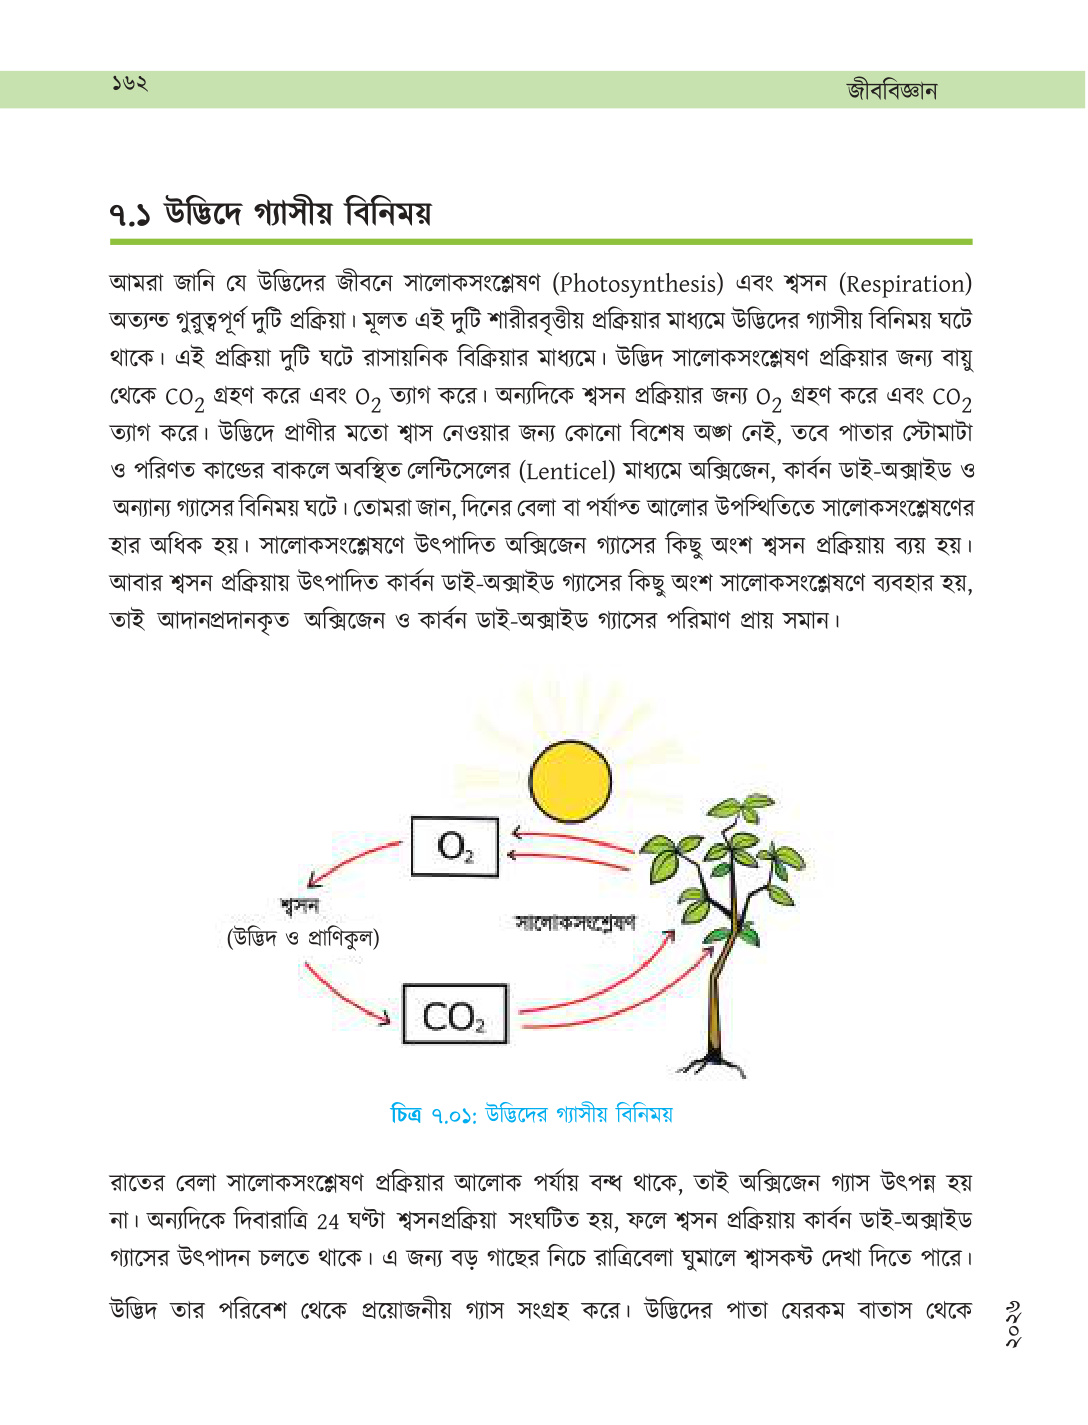 ১৬২
জীববিজ্ঞান
৭.১ উদ্ভিদে গ্যাসীয় বিনিময়
আমরা জানি যে উদ্ভিদের জীবনে সালোকসংশ্লেষণ (Photosynthesis) এবং শ্বসন (Respiration)
অত্যন্ত গুরুত্বপূর্ণ দুটি প্রক্রিয়া। মূলত এই দুটি শারীরবৃত্তীয় প্রক্রিয়ার মাধ্যমে উদ্ভিদের গ্যাসীয় বিনিময় ঘটে
থাকে। এই প্রক্রিয়া দুটি ঘটে রাসায়নিক বিক্রিয়ার মাধ্যমে। উদ্ভিদ সালোকসংশ্লেষণ প্রক্রিয়ার জন্য বায়ু
থেকে CO₂ গ্রহণ করে এবং O₂ ত্যাগ করে। অন্যদিকে শ্বসন প্রক্রিয়ার জন্য O₂ গ্রহণ করে এবং CO₂
ত্যাগ করে। উদ্ভিদে প্রাণীর মতো শ্বাস নেওয়ার জন্য কোনো বিশেষ অঙ্গ নেই, তবে পাতার স্টোমাটা
ও পরিণত কাণ্ডের বাকলে অবস্থিত লেন্টিসেলের (Lenticel) মাধ্যমে অক্সিজেন, কার্বন ডাই-অক্সাইড ও
অন্যান্য গ্যাসের বিনিময় ঘটে। তোমরা জান, দিনের বেলা বা পর্যাপ্ত আলোর উপস্থিতিতে সালোকসংশ্লেষণের
হার অধিক হয়। সালোকসংশ্লেষণে উৎপাদিত অক্সিজেন গ্যাসের কিছু অংশ শ্বসন প্রক্রিয়ায় ব্যয় হয়।
আবার শ্বসন প্রক্রিয়ায় উৎপাদিত কার্বন ডাই-অক্সাইড গ্যাসের কিছু অংশ সালোকসংশ্লেষণে ব্যবহার হয়,
তাই আদানপ্রদানকৃত অক্সিজেন ও কার্বন ডাই-অক্সাইড গ্যাসের পরিমাণ প্রায় সমান।
O₂
শ্বসন
(উদ্ভিদ ও প্রাণিকুল)
সালোকসংশ্লেষণ
CO₂
চিত্র ৭.০১: উদ্ভিদের গ্যাসীয় বিনিময়
রাতের বেলা সালোকসংশ্লেষণ প্রক্রিয়ার আলোক পর্যায় বন্ধ থাকে, তাই অক্সিজেন গ্যাস উৎপন্ন হয়
না। অন্যদিকে দিবারাত্রি 24 ঘণ্টা শ্বসনপ্রক্রিয়া সংঘটিত হয়, ফলে শ্বসন প্রক্রিয়ায় কার্বন ডাই-অক্সাইড
গ্যাসের উৎপাদন চলতে থাকে। এ জন্য বড় গাছের নিচে রাত্রিবেলা ঘুমালে শ্বাসকষ্ট দেখা দিতে পারে।
উদ্ভিদ তার পরিবেশ থেকে প্রয়োজনীয় গ্যাস সংগ্রহ করে। উদ্ভিদের পাতা যেরকম বাতাস থেকে
২০২৬